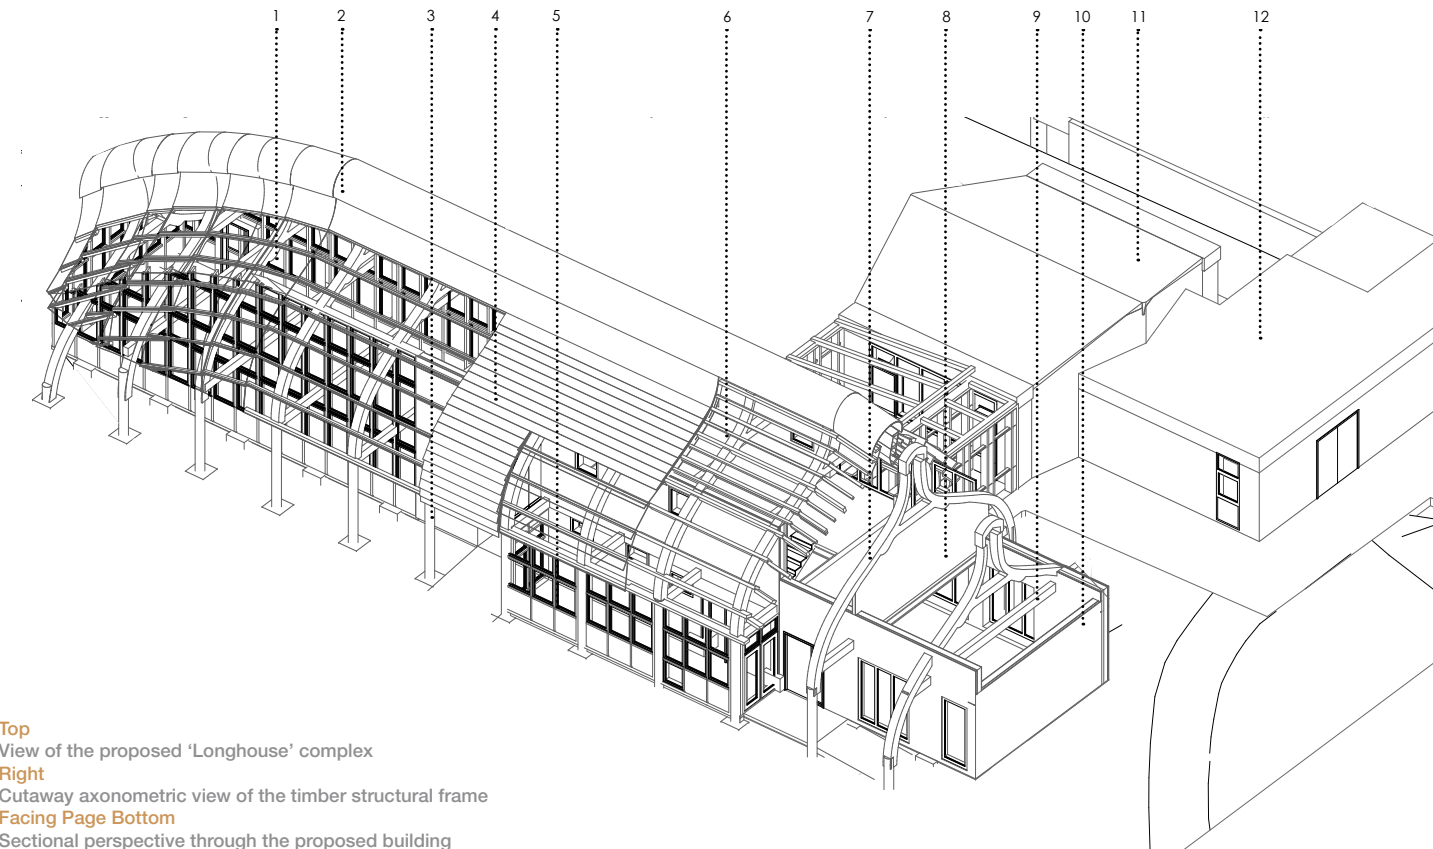 1 2 3 4 5 6 7 8 9 10 11 12
Top
View of the proposed ‘Longhouse’ complex
Right
Cutaway axonometric view of the timber structural frame
Facing Page Bottom
Sectional perspective through the proposed building